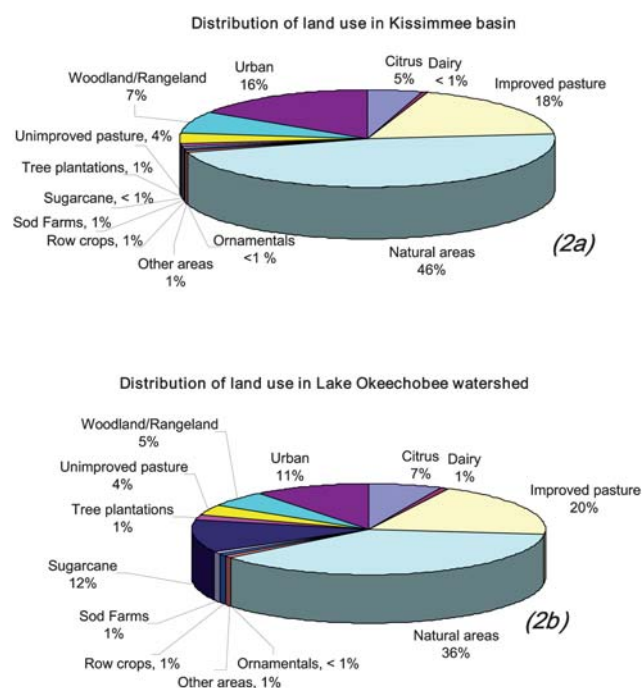 Distribution of land use in Kissimmee basin
Woodland/Rangeland
7%
Urban
16%
Citrus
5%
Dairy
< 1%
Improved pasture
18%
Unimproved pasture, 4%
Tree plantations, 1%
Sugarcane, < 1%
Sod Farms, 1%
Row crops, 1%
Other areas
1%
Ornamentals
<1 %
Natural areas
46%
(2a)
Distribution of land use in Lake Okeechobee watershed
Woodland/Rangeland
5%
Urban
11%
Citrus
7%
Dairy
1%
Improved pasture
20%
Unimproved pasture
4%
Tree plantations
1%
Sugarcane
12%
Sod Farms
1%
Row crops, 1%
Other areas, 1%
Ornamentals, < 1%
Natural areas
36%
(2b)